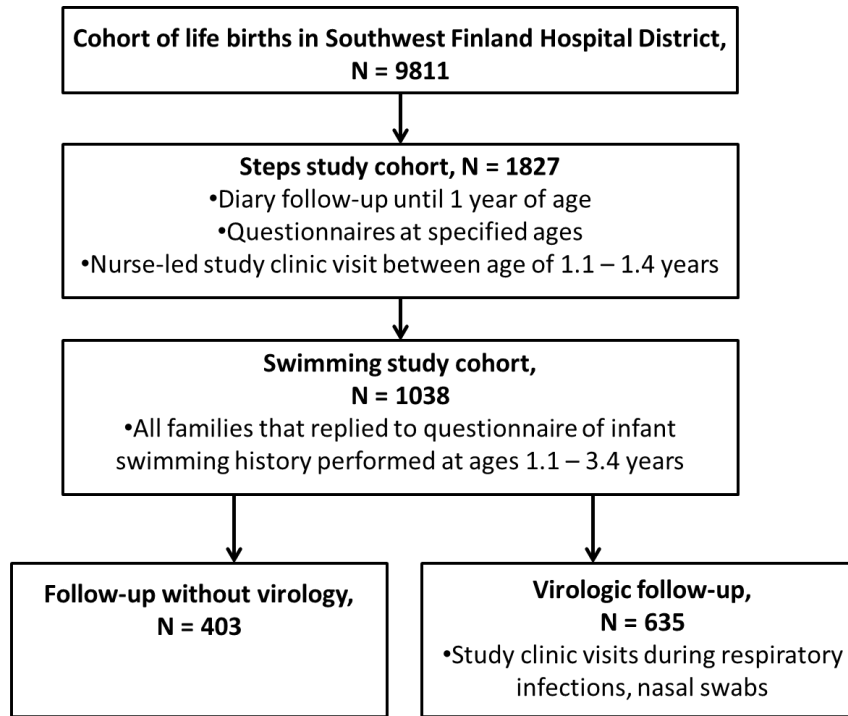 Cohort of life births in Southwest Finland Hospital District,
N = 9811
Steps study cohort, N = 1827
•Diary follow-up until 1 year of age
•Questionnaires at specified ages
•Nurse-led study clinic visit between age of 1.1 – 1.4 years
Swimming study cohort,
N = 1038
•All families that replied to questionnaire of infant
swimming history performed at ages 1.1 – 3.4 years
Follow-up without virology,
N = 403
Virologic follow-up,
N = 635
•Study clinic visits during respiratory
infections, nasal swabs